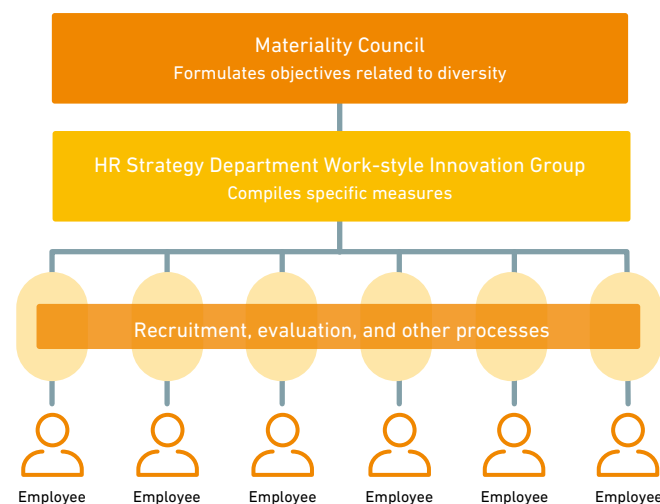 Materiality Council
Formulates objectives related to diversity
HR Strategy Department Work-style Innovation Group
Compiles specific measures
Recruitment, evaluation, and other processes
Employee Employee Employee Employee Employee Employee